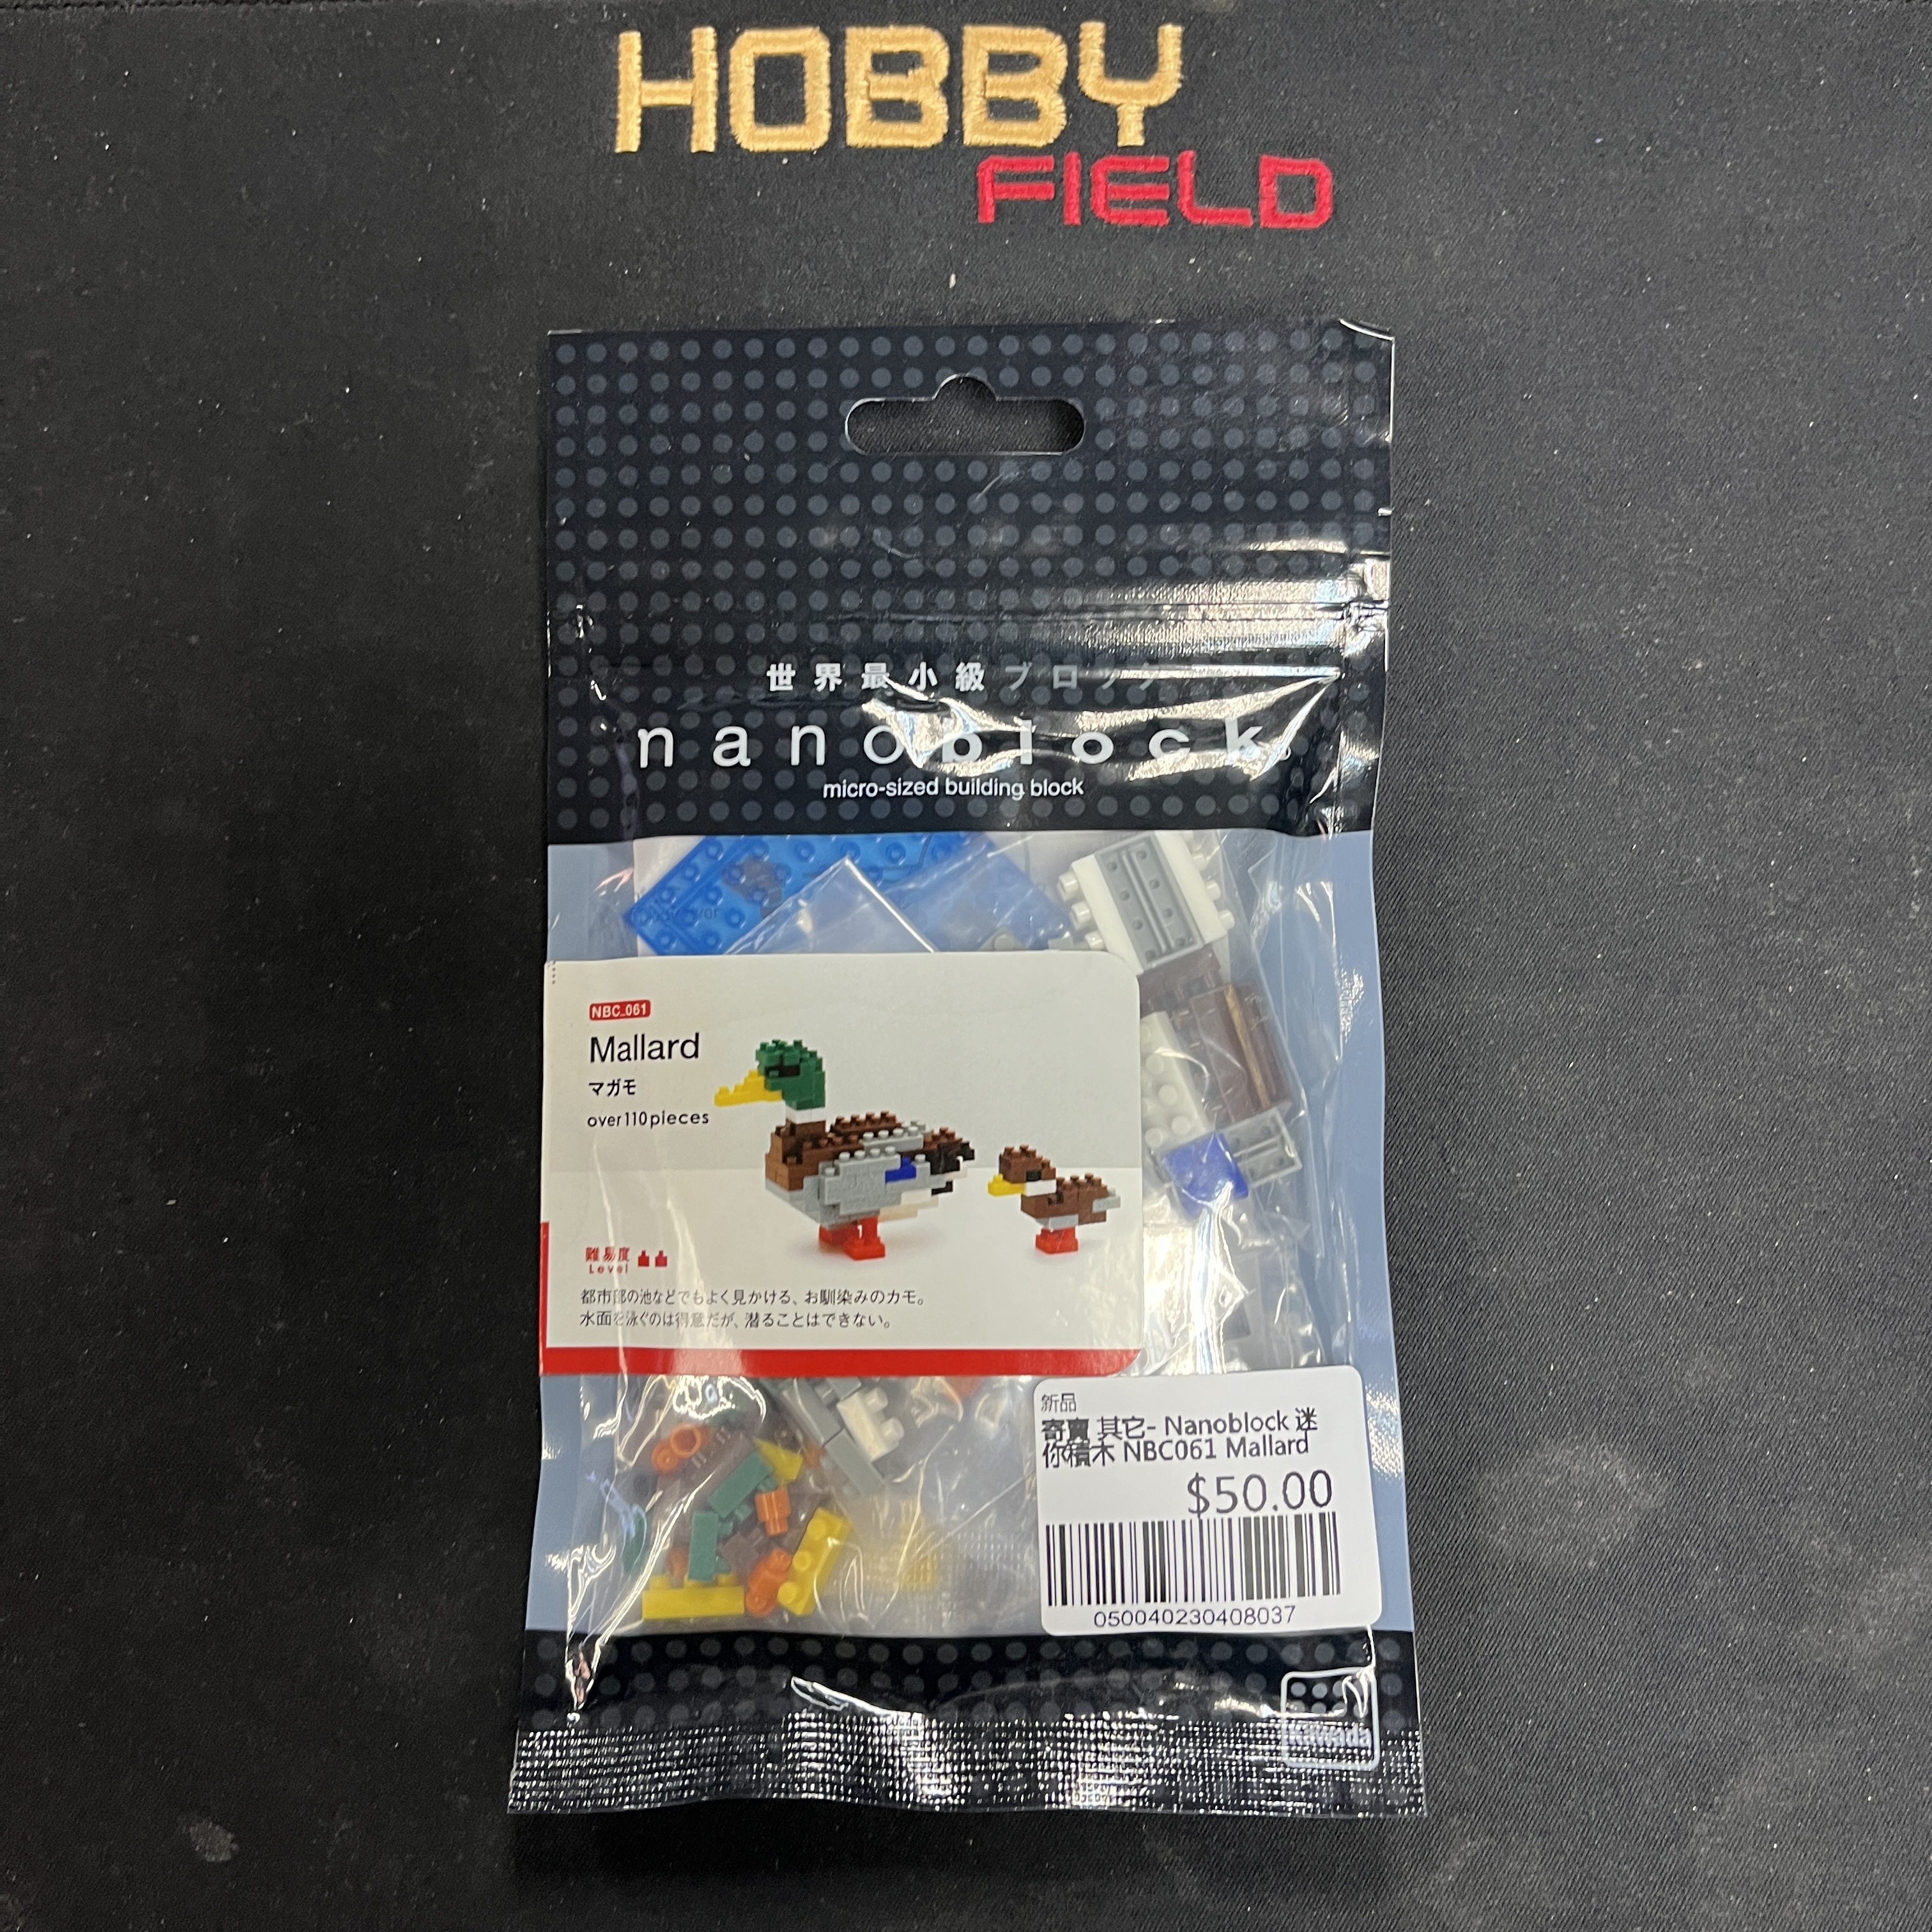 HOBBY
FIELD
世界最小級ブロック
nanoblock®
micro-sized building block
NBC_061
Mallard
マガモ
over110pieces
難易度
Level
都市部の池などでもよく見かける、お馴染みのカモ。
水面を泳ぐのは得意だが、潜ることはできない。
新品
寄賣 其它- Nanoblock 迷
你積木 NBC061 Mallard
$50.00
050040230408037
Kawada